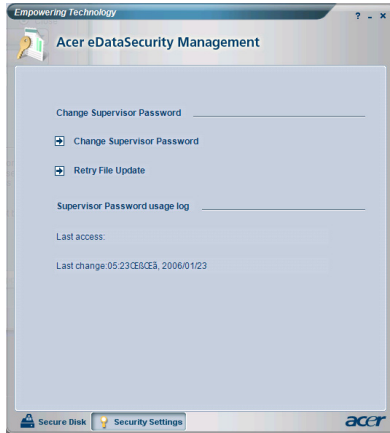 Empowering Technology
? - ×
Acer eDataSecurity Management
Change Supervisor Password
Change Supervisor Password
Retry File Update
Supervisor Password usage log
Last access:
Last change:05:23ŒßŒã, 2006/01/23
Secure Disk
Security Settings
acer